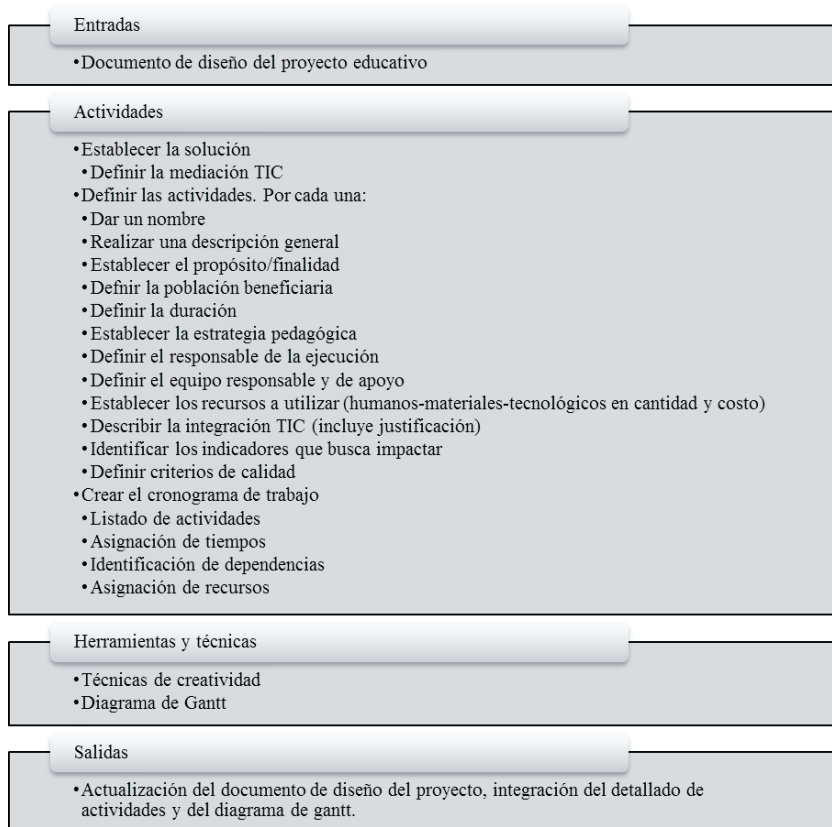 Entradas
•Documento de diseño del proyecto educativo
Actividades
•Establecer la solución
•Definir la mediación TIC
•Definir las actividades. Por cada una:
•Dar un nombre
•Realizar una descripción general
•Establecer el propósito/finalidad
•Defnir la población beneficiaria
•Definir la duración
•Establecer la estrategia pedagógica
•Definir el responsable de la ejecución
•Definir el equipo responsable y de apoyo
•Establecer los recursos a utilizar (humanos-materiales-tecnológicos en cantidad y costo)
•Describir la integración TIC (incluye justificación)
•Identificar los indicadores que busca impactar
•Definir criterios de calidad
•Crear el cronograma de trabajo
•Listado de actividades
•Asignación de tiempos
•Identificación de dependencias
•Asignación de recursos
Herramientas y técnicas
•Técnicas de creatividad
•Diagrama de Gantt
Salidas
•Actualización del documento de diseño del proyecto, integración del detallado de
actividades y del diagrama de gantt.